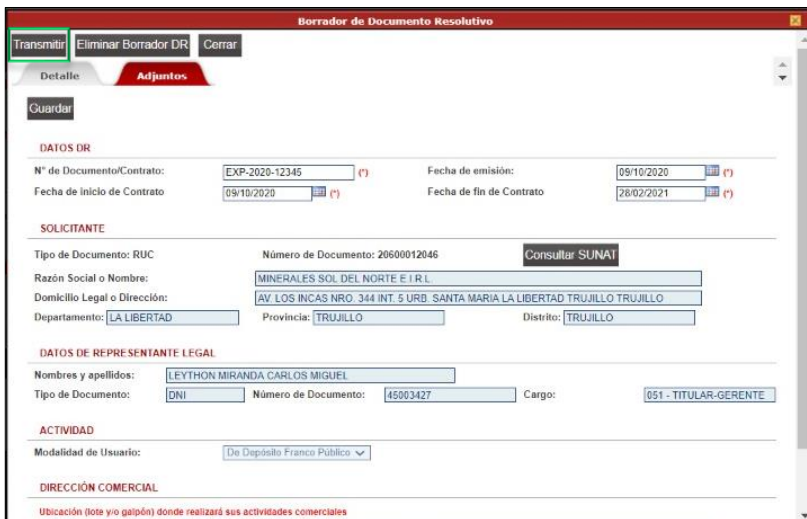 Borrador de Documento Resolutivo
Transmitir Eliminar Borrador DR Cerrar
Detalle Adjuntos
Guardar
DATOS DR
N° de Documento/Contrato: EXP-2020-12345 (*) Fecha de emisión: 09/10/2020 (*)
Fecha de inicio de Contrato 09/10/2020 (*) Fecha de fin de Contrato 28/02/2021 (*)
SOLICITANTE
Tipo de Documento: RUC Número de Documento: 20600012046 Consultar SUNAT
Razón Social o Nombre: MINERALES SOL DEL NORTE E.I.R.L.
Domicilio Legal o Dirección: AV. LOS INCAS NRO. 344 INT. 5 URB. SANTA MARIA LA LIBERTAD TRUJILLO TRUJILLO
Departamento: LA LIBERTAD Provincia: TRUJILLO Distrito: TRUJILLO
DATOS DE REPRESENTANTE LEGAL
Nombres y apellidos: LEYTHON MIRANDA CARLOS MIGUEL
Tipo de Documento: DNI Número de Documento: 45003427 Cargo: 051 - TITULAR-GERENTE
ACTIVIDAD
Modalidad de Usuario: De Depósito Franco Público
DIRECCIÓN COMERCIAL
Ubicación (lote y/o galpón) donde realizará sus actividades comerciales